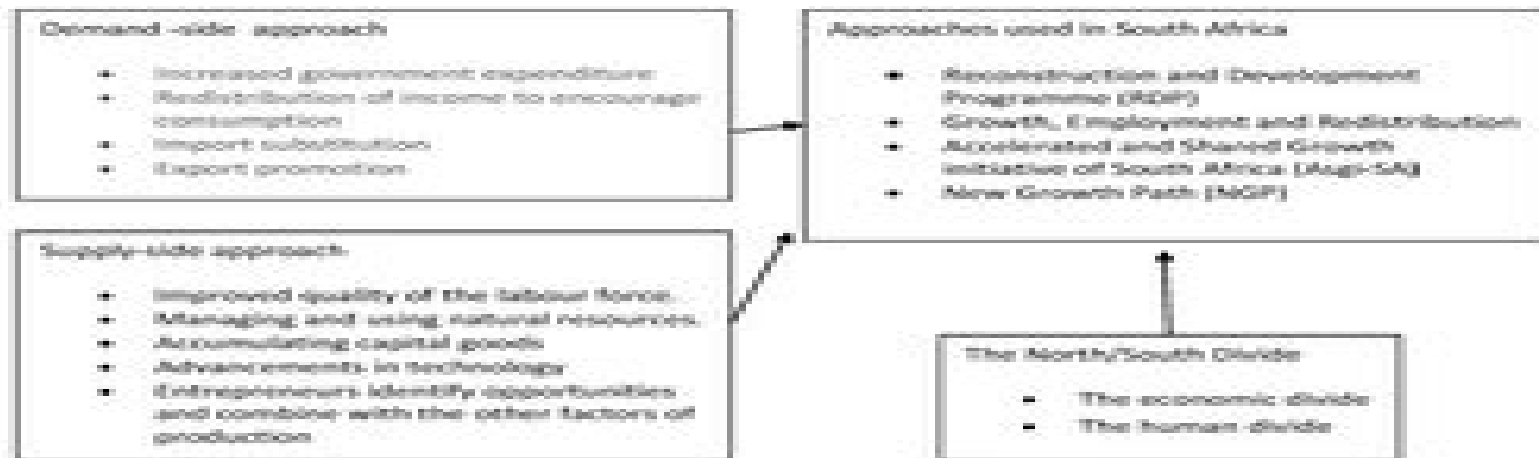 Demand -side approach
• Increased government expenditure
• Redistribution of income to encourage
consumption
• Import substitution
• Export promotion
Supply-side approach
• Improved quality of the labour force.
• Managing and using natural resources.
• Accumulating capital goods
• Advancements in technology
• Entrepreneurs identify opportunities
and combine with the other factors of
production
Approaches used in South Africa
• Reconstruction and Development
Programme (RDP)
• Growth, Employment and Redistribution
• Accelerated and Shared Growth
initiative of South Africa (Asgi-SA)
• New Growth Path (NGP)
The North/South Divide
• The economic divide
• The human divide